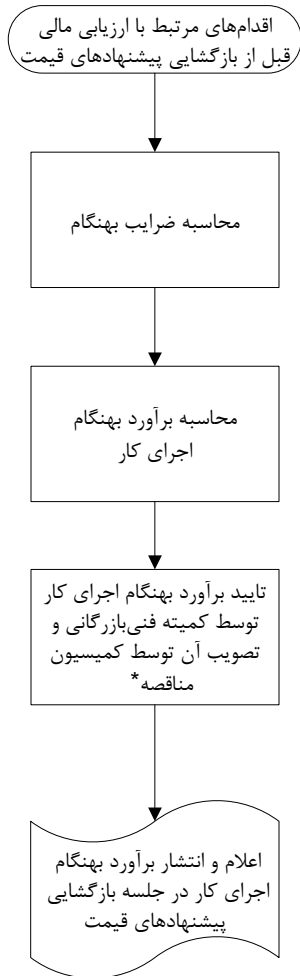 اقدام‌های مرتبط با ارزیابی مالی
قبل از بازگشایی پیشنهادهای قیمت
محاسبه ضرایب بهنگام
محاسبه برآورد بهنگام
اجرای کار
تایید برآورد بهنگام اجرای کار
توسط کمیته فنی‌بازرگانی و
تصویب آن توسط کمیسیون
مناقصه*
اعلام و انتشار برآورد بهنگام
اجرای کار در جلسه بازگشایی
پیشنهادهای قیمت